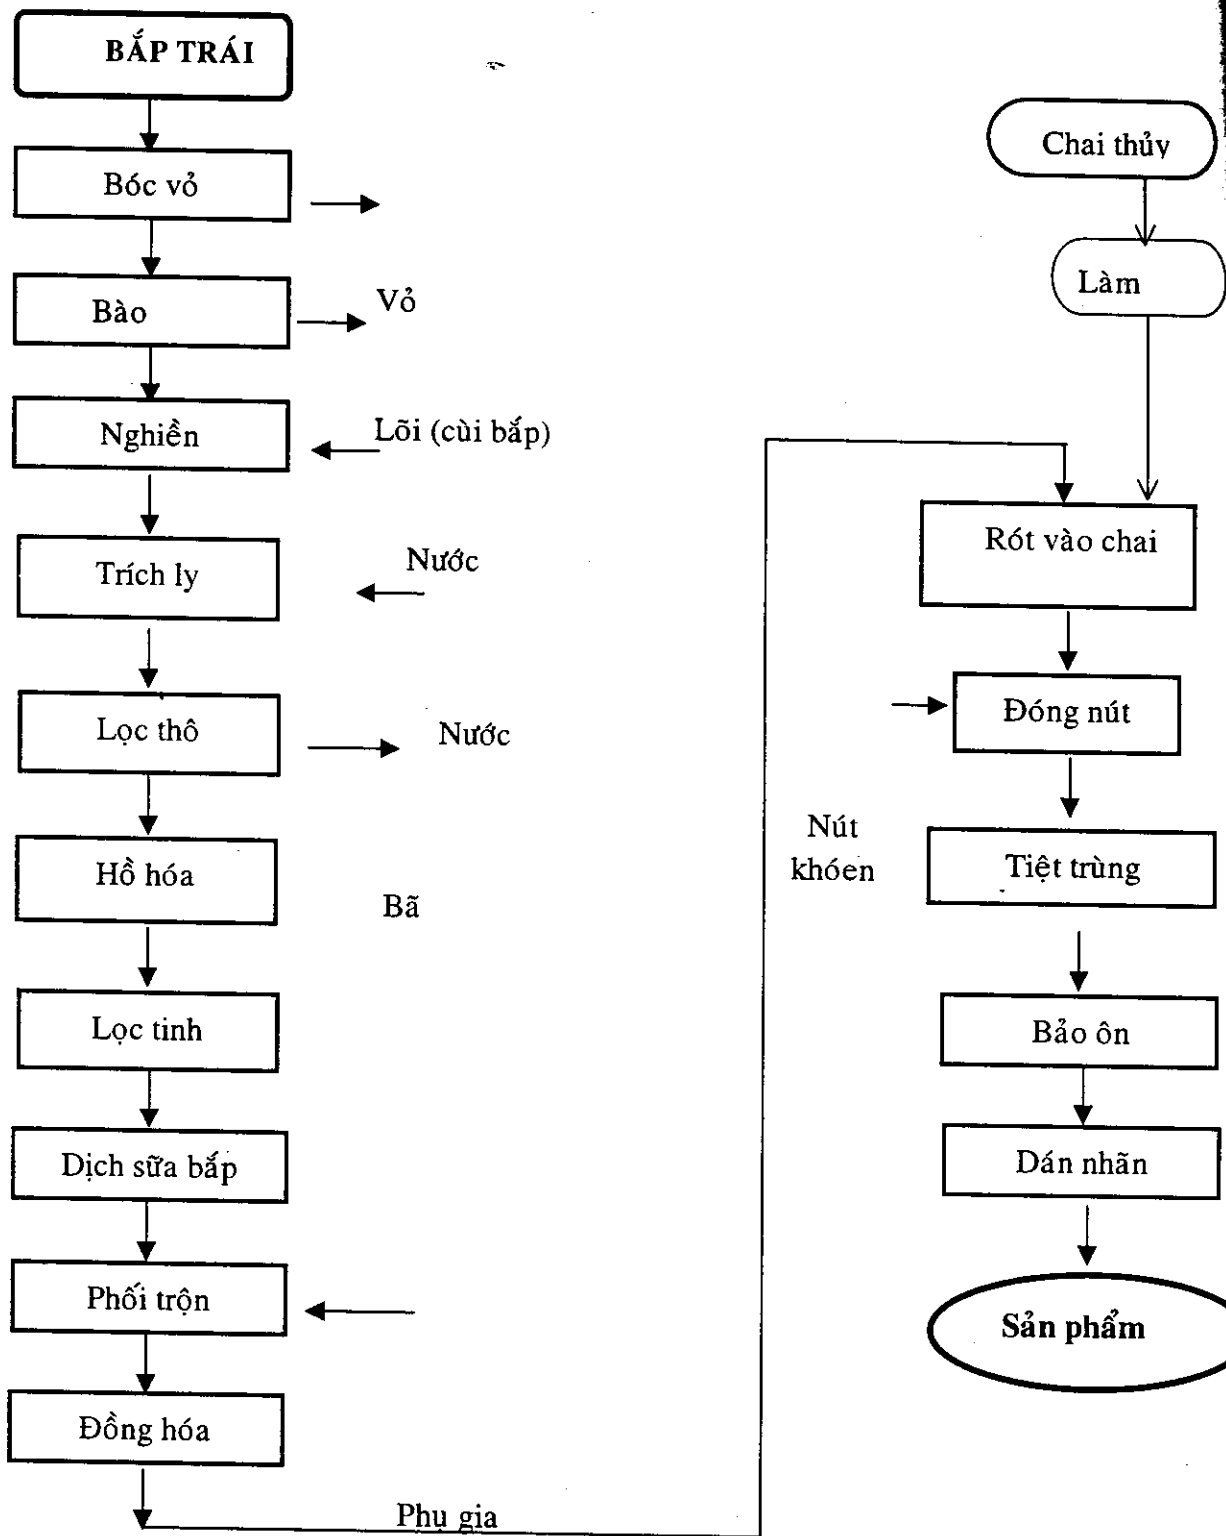 BẮP TRÁI
Bóc vỏ
Bào
Vỏ
Nghiền
Lõi (cùi bắp)
Trích ly
Nước
Lọc thô
Nước
Hồ hóa
Bã
Lọc tinh
Dịch sữa bắp
Phối trộn
Đồng hóa
Phụ gia
Chai thủy
Làm
Rót vào chai
Đóng nút
Nút
khóen
Tiệt trùng
Bảo ôn
Dán nhãn
Sản phẩm